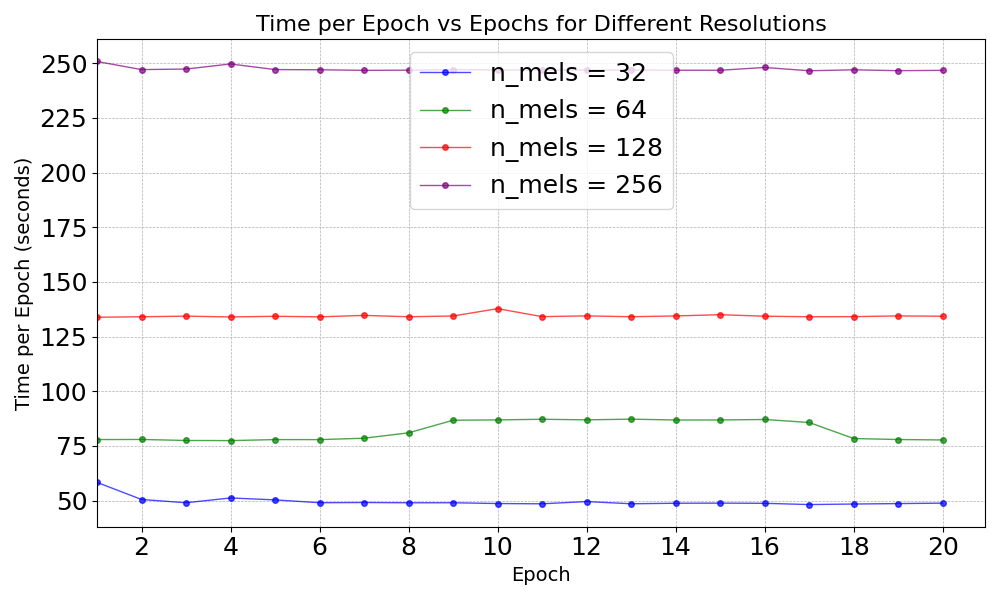 Time per Epoch vs Epochs for Different Resolutions
250
225
200
175
150
125
100
75
50
Time per Epoch (seconds)
n_mels = 32
n_mels = 64
n_mels = 128
n_mels = 256
2 4 6 8 10 12 14 16 18 20
Epoch